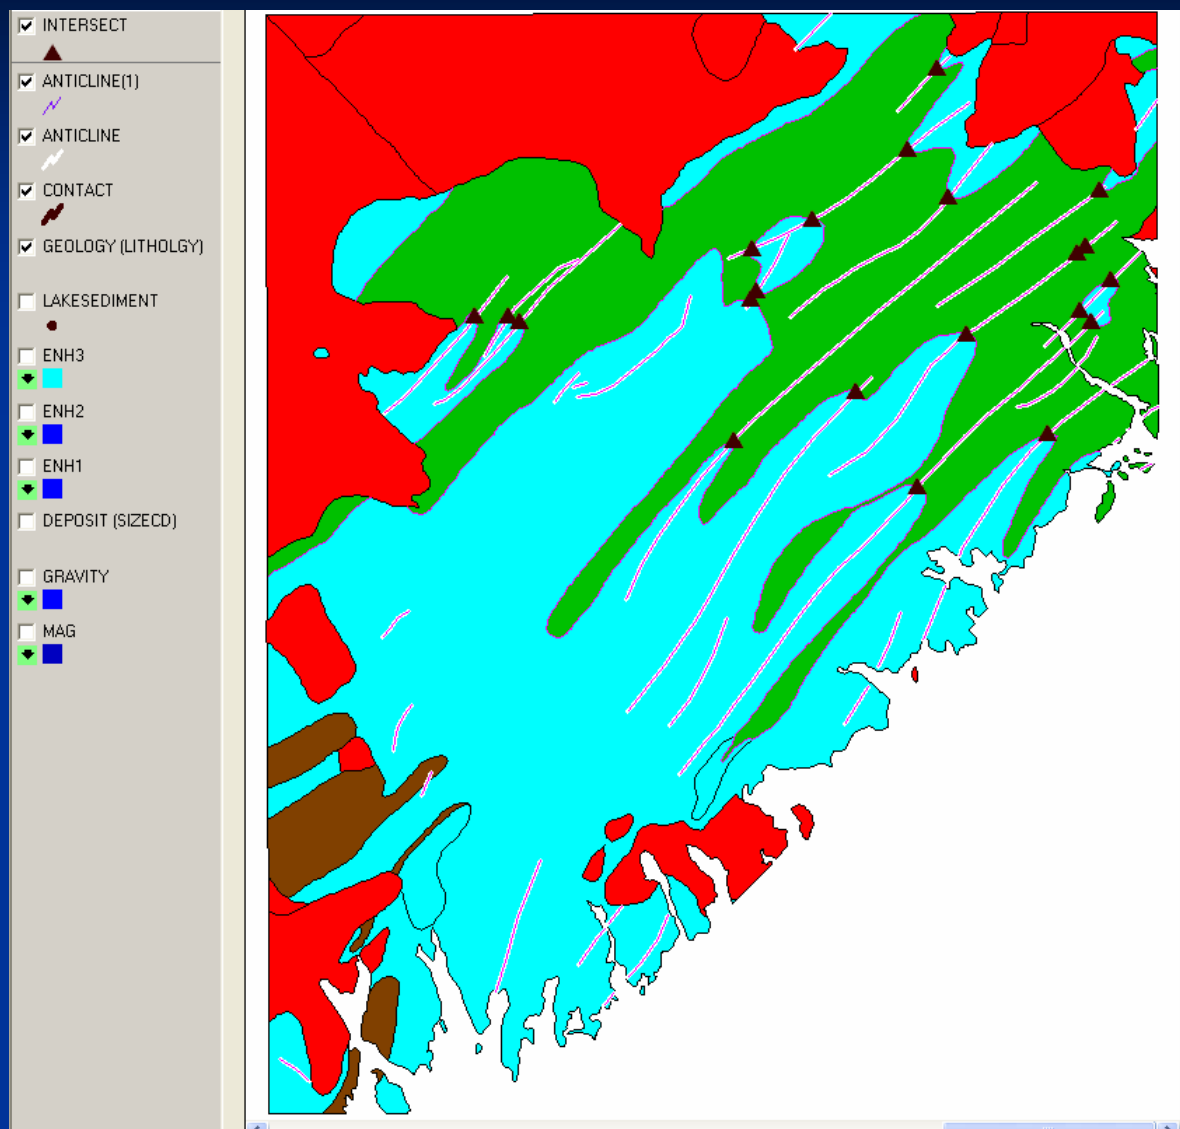 INTERSECT
ANTICLINE(1)
ANTICLINE
CONTACT
GEOLOGY (LITHOLGY)
LAKESEDIMENT
ENH3
ENH2
ENH1
DEPOSIT (SIZECD)
GRAVITY
MAG